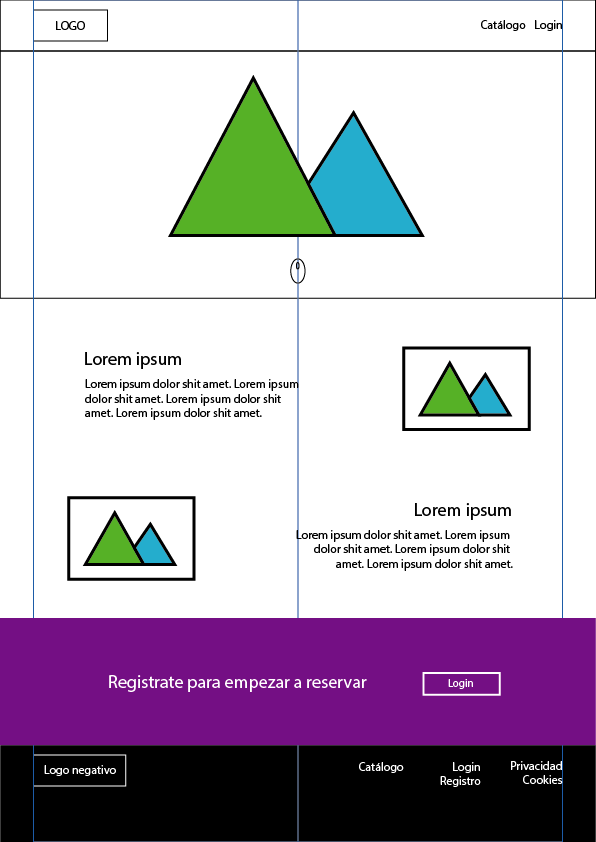 LOGO
Catálogo Login
Lorem ipsum
Lorem ipsum dolor shit amet. Lorem ipsum
dolor shit amet. Lorem ipsum dolor shit
amet. Lorem ipsum dolor shit amet.
Lorem ipsum
Lorem ipsum dolor shit amet. Lorem ipsum
dolor shit amet. Lorem ipsum dolor shit
amet. Lorem ipsum dolor shit amet.
Registrate para empezar a reservar
Login
Logo negativo
Catálogo
Login
Registro
Privacidad
Cookies